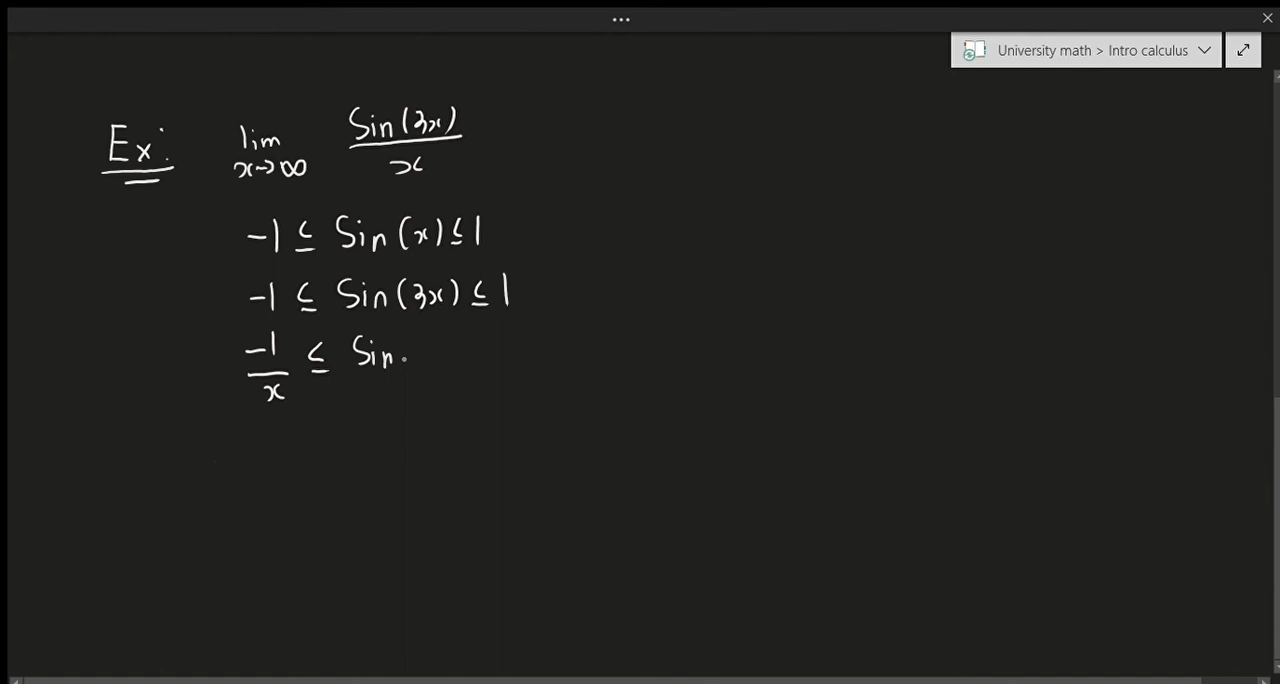 ...
University math > Intro calculus
Ex: lim x→∞ Sin(3x)/x
-1 ≤ Sin(x) ≤ 1
-1 ≤ Sin(3x) ≤ 1
-1/x ≤ Sin